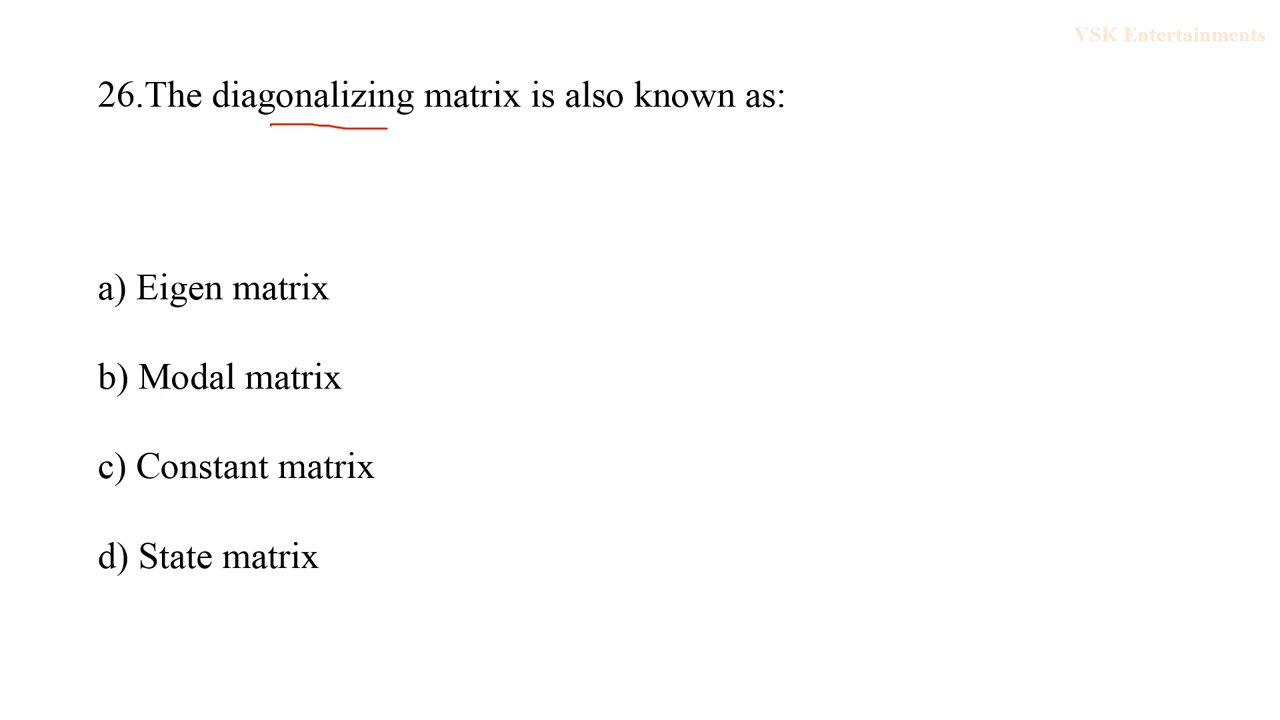 VSK Entertainments
26.The diagonalizing matrix is also known as:
a) Eigen matrix
b) Modal matrix
c) Constant matrix
d) State matrix